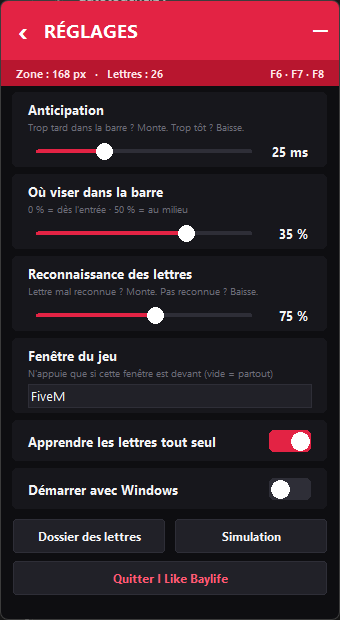 ‹ RÉGLAGES –
Zone : 168 px · Lettres : 26 F6 · F7 · F8
Anticipation
Trop tard dans la barre ? Monte. Trop tôt ? Baisse.
25 ms
Où viser dans la barre
0 % = dès l'entrée · 50 % = au milieu
35 %
Reconnaissance des lettres
Lettre mal reconnue ? Monte. Pas reconnue ? Baisse.
75 %
Fenêtre du jeu
N'appuie que si cette fenêtre est devant (vide = partout)
FiveM
Apprendre les lettres tout seul
Démarrer avec Windows
Dossier des lettres Simulation
Quitter I Like Baylife